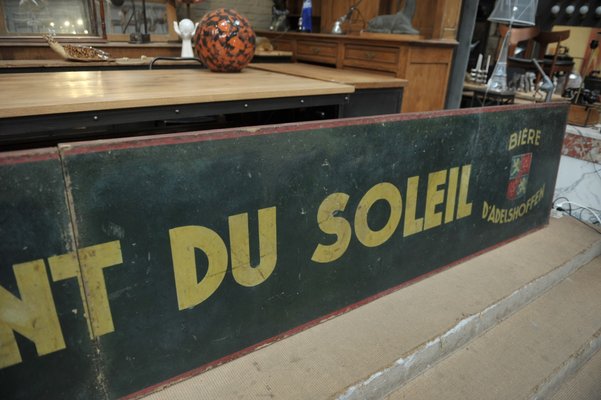 NT DU SOLEIL
BIÈRE
D'ADELSHOFFEN